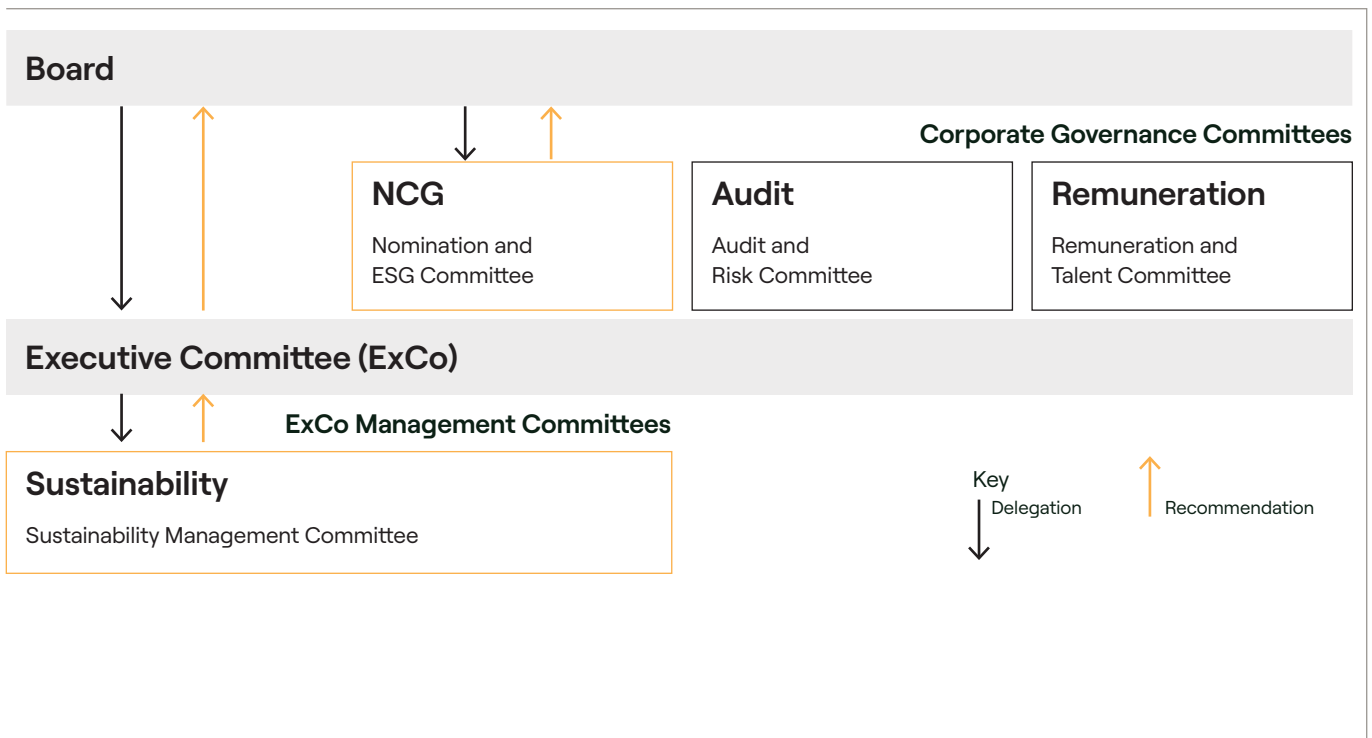 Board
Corporate Governance Committees
NCG
Nomination and
ESG Committee
Audit
Audit and
Risk Committee
Remuneration
Remuneration and
Talent Committee
Executive Committee (ExCo)
ExCo Management Committees
Sustainability
Sustainability Management Committee
Key
Delegation
Recommendation